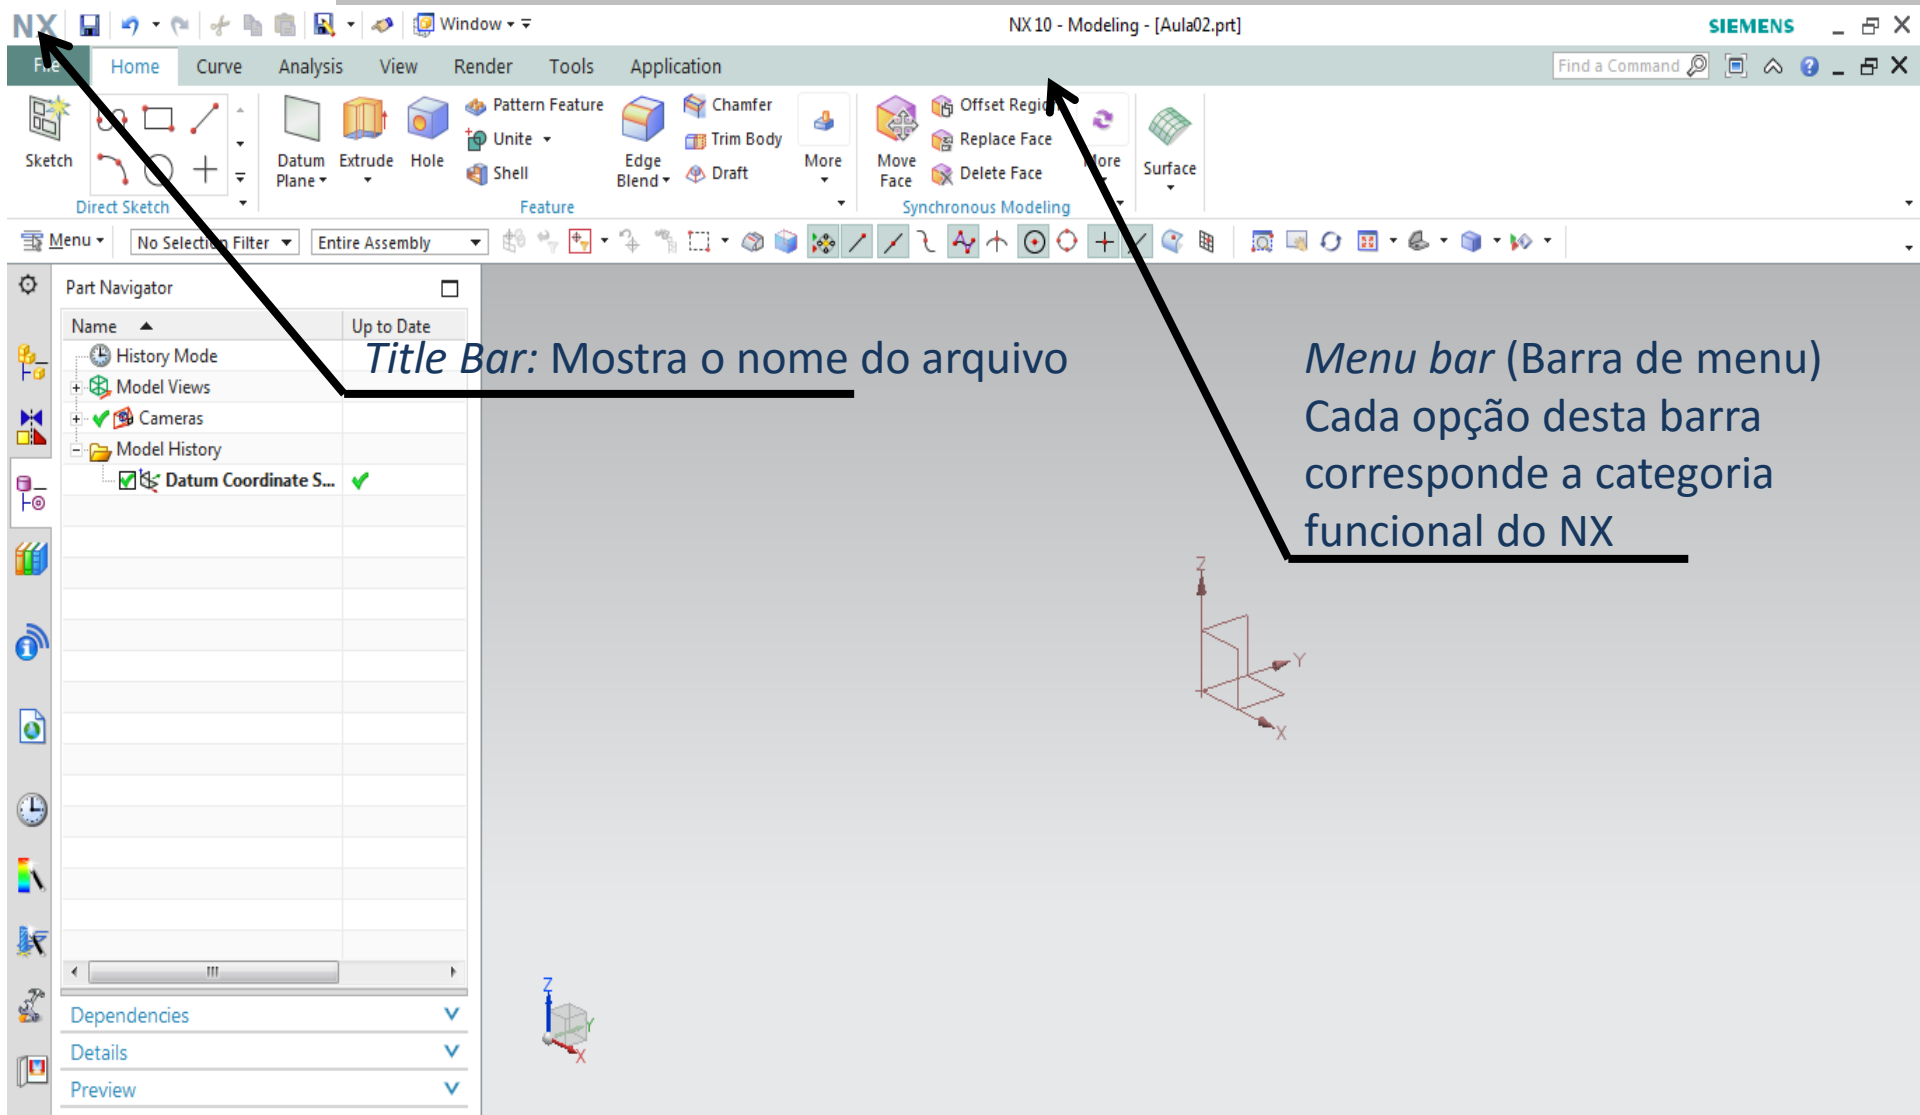 NX
Window
NX 10 - Modeling - [Aula02.prt]
SIEMENS
File
Home
Curve
Analysis
View
Render
Tools
Application
Find a Command
Sketch
Direct Sketch
Datum
Plane
Extrude
Hole
Pattern Feature
Unite
Shell
Edge
Blend
Chamfer
Trim Body
Draft
More
Feature
Move
Face
Offset Region
Replace Face
Delete Face
More
Synchronous Modeling
Surface
Menu
No Selection Filter
Entire Assembly
Part Navigator
Name
Up to Date
History Mode
Model Views
Cameras
Model History
Datum Coordinate S...
Title Bar: Mostra o nome do arquivo
Menu bar (Barra de menu)
Cada opção desta barra
corresponde a categoria
funcional do NX
Z
Y
X
Z
Y
X
Dependencies
Details
Preview